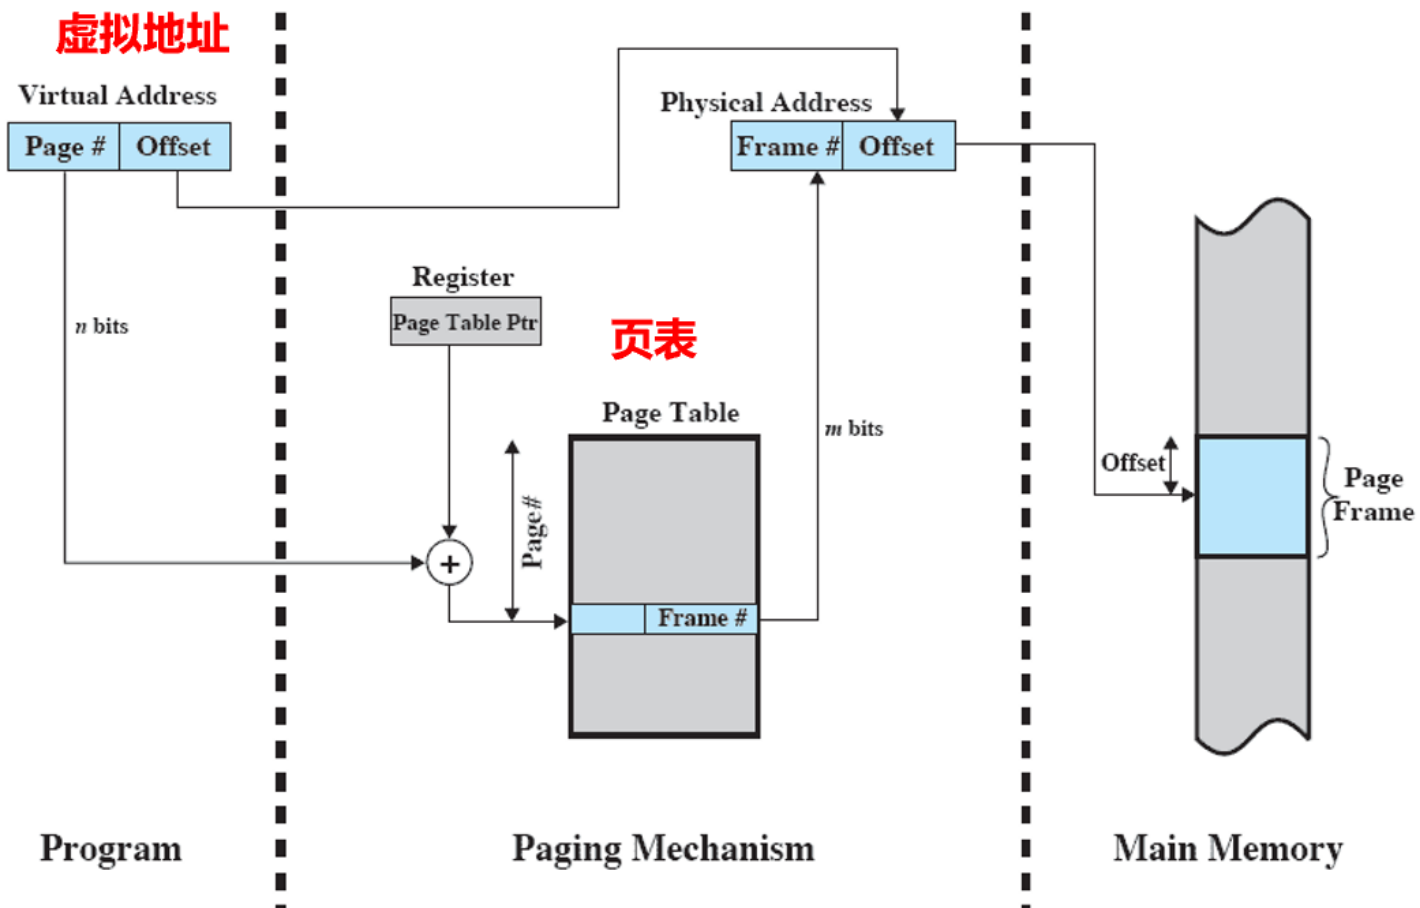 虚拟地址
Virtual Address
Page #
Offset
Physical Address
Frame #
Offset
n bits
Register
Page Table Ptr
页表
Page Table
m bits
Page#
+
Frame #
Offset
Page
Frame
Program
Paging Mechanism
Main Memory